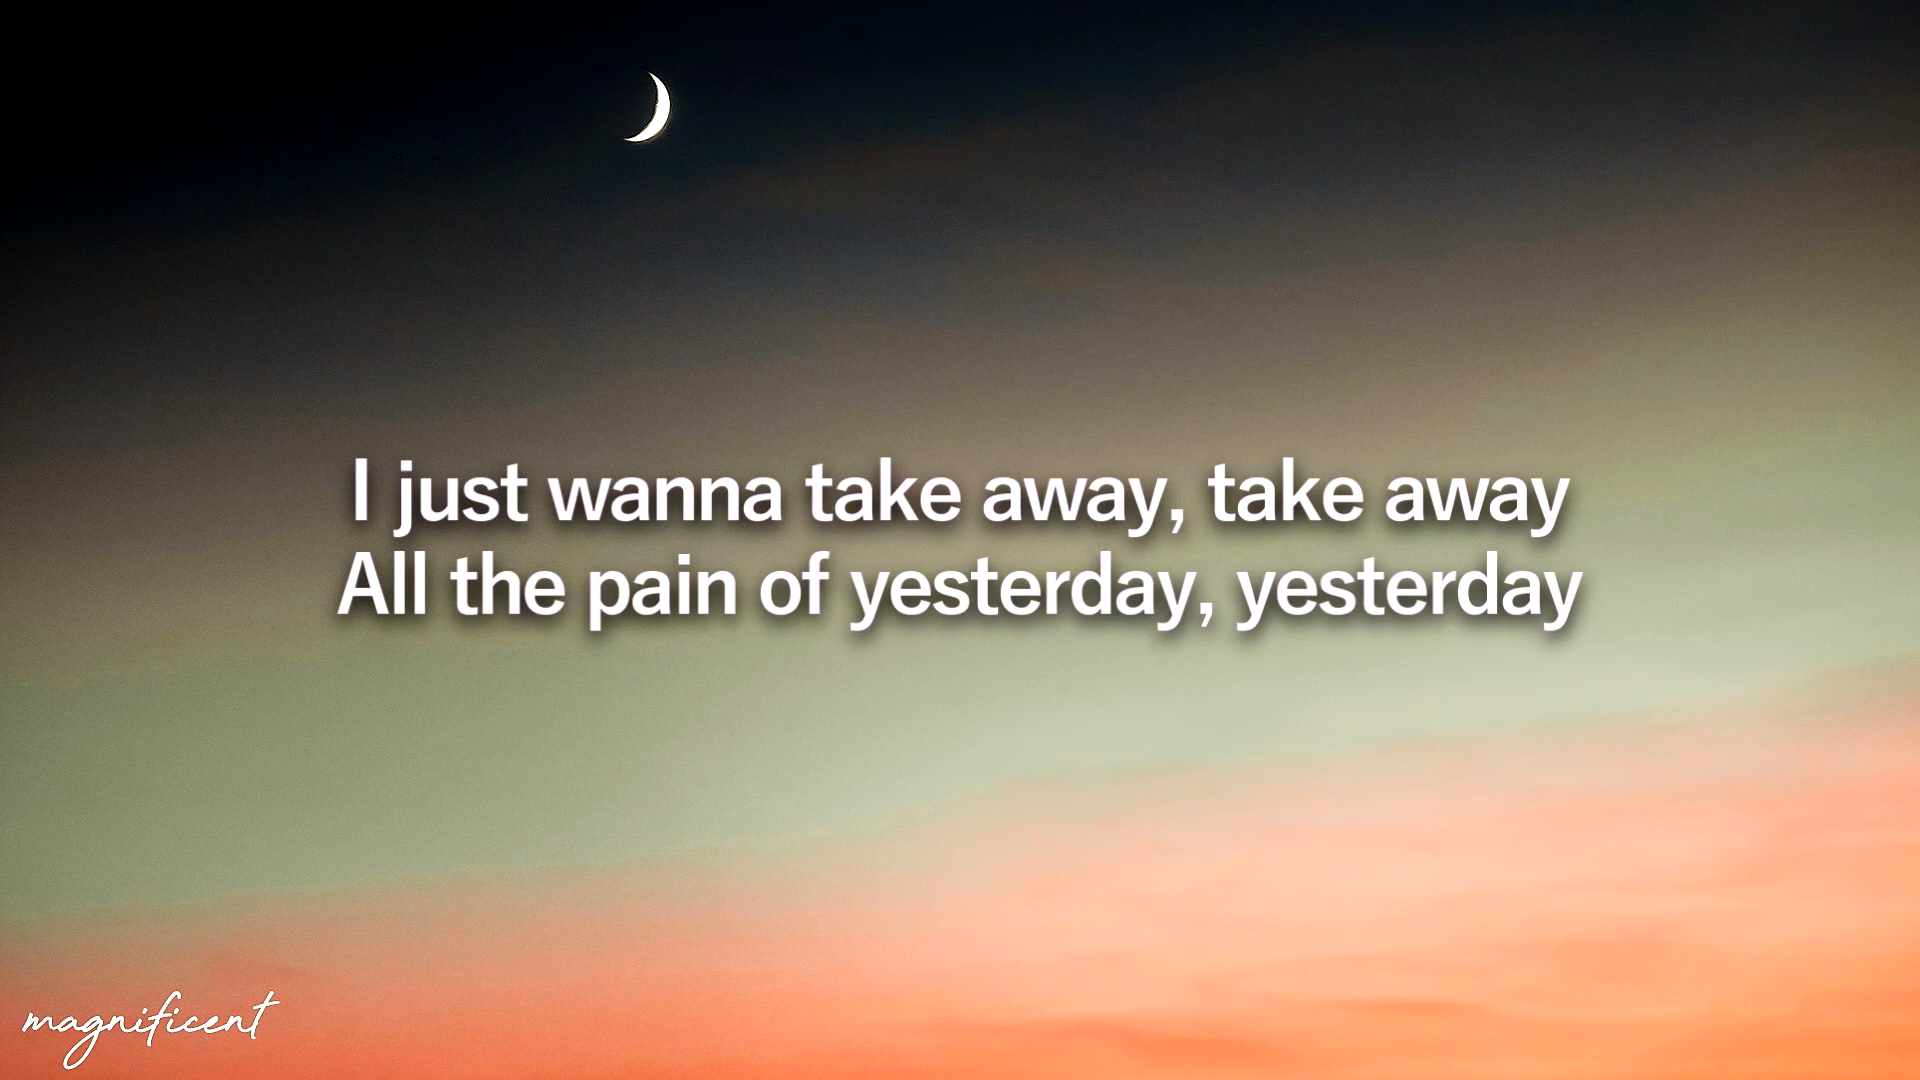 I just wanna take away, take away
All the pain of yesterday, yesterday
magnificent